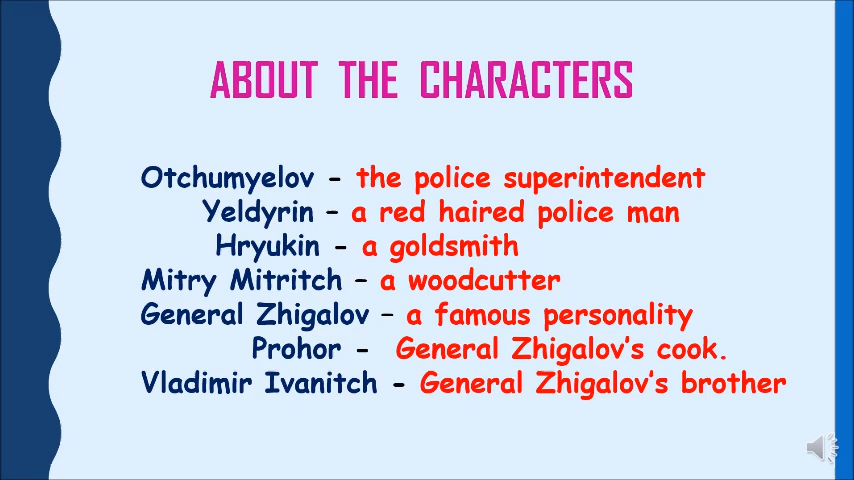 ABOUT THE CHARACTERS
Otchumyelov - the police superintendent
Yeldyrin – a red haired police man
Hryukin - a goldsmith
Mitry Mitritch – a woodcutter
General Zhigalov – a famous personality
Prohor - General Zhigalov's cook.
Vladimir Ivanitch - General Zhigalov's brother